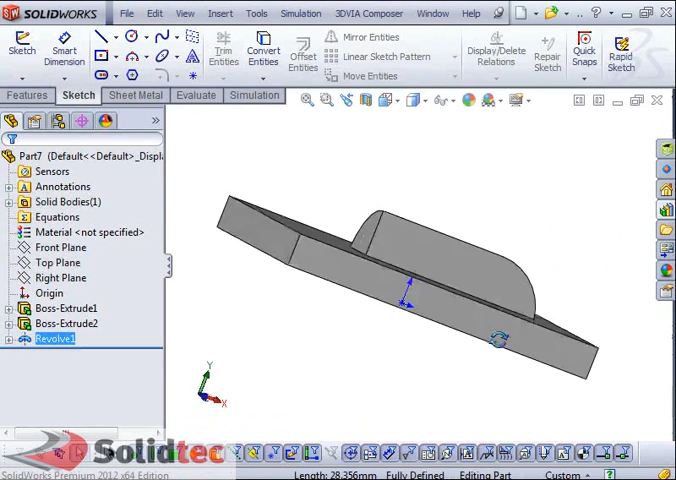 SOLIDWORKS File Edit View Insert Tools 3DVIA Composer Window Help
Sketch Smart Dimension Trim Entities Convert Entities Offset Entities Mirror Entities Linear Sketch Pattern Move Entities Display/Delete Relations Repair Sketch Quick Snaps Rapid Sketch
Features Sketch Sheet Metal Evaluate Simulation
Part7 (Default<<Default>_Displ
Sensors
Annotations
Solid Bodies(1)
Equations
Material <not specified>
Front Plane
Top Plane
Right Plane
Origin
Boss-Extrude1
Boss-Extrude2
Revolve1
Y
X
Solidtec
SolidWorks Premium 2012 x64 Edition Length: 28.356mm Fully Defined Editing Part Custom